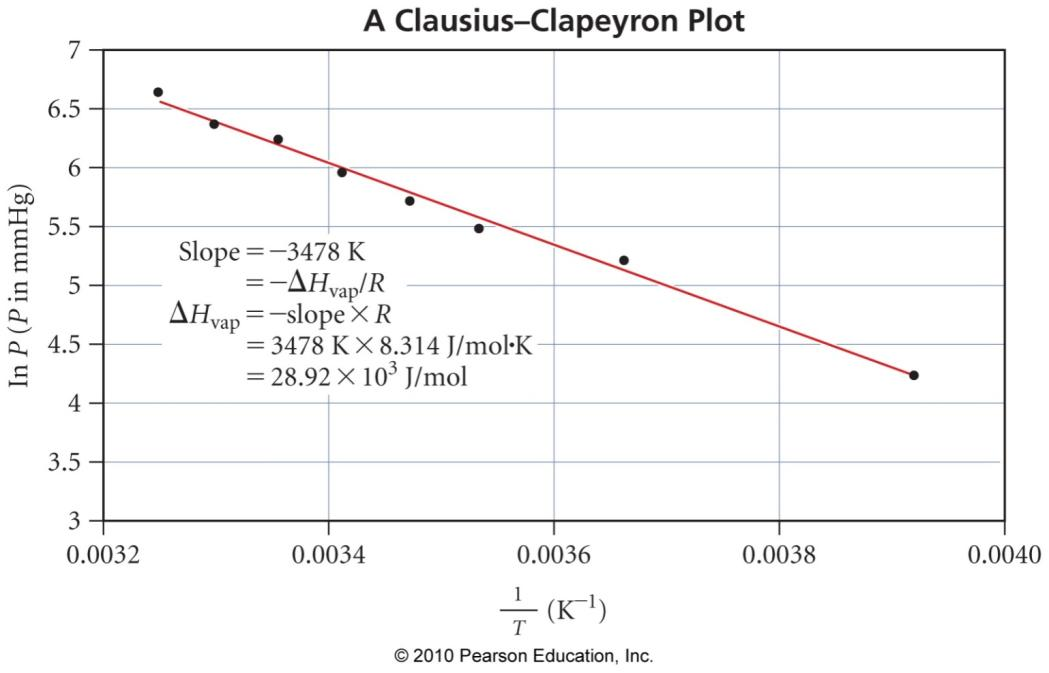 A Clausius–Clapeyron Plot
7
6.5
6
5.5
5
4.5
4
3.5
3
In P (P in mmHg)
Slope = −3478 K
= −ΔHvap/R
ΔHvap = −slope × R
= 3478 K × 8.314 J/mol·K
= 28.92 × 10³ J/mol
0.0032 0.0034 0.0036 0.0038 0.0040
1/T (K⁻¹)
© 2010 Pearson Education, Inc.